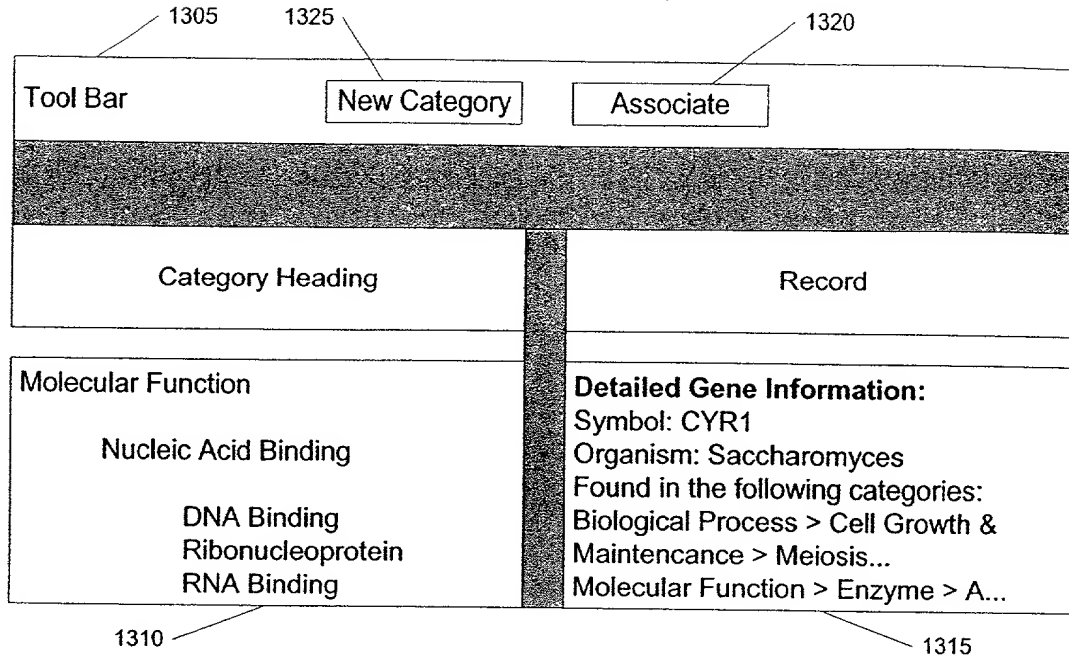 1305 1325 1320
Tool Bar New Category Associate
Category Heading Record
Molecular Function
Nucleic Acid Binding
DNA Binding
Ribonucleoprotein
RNA Binding
Detailed Gene Information:
Symbol: CYR1
Organism: Saccharomyces
Found in the following categories:
Biological Process > Cell Growth &
Maintencance > Meiosis...
Molecular Function > Enzyme > A...
1310 1315